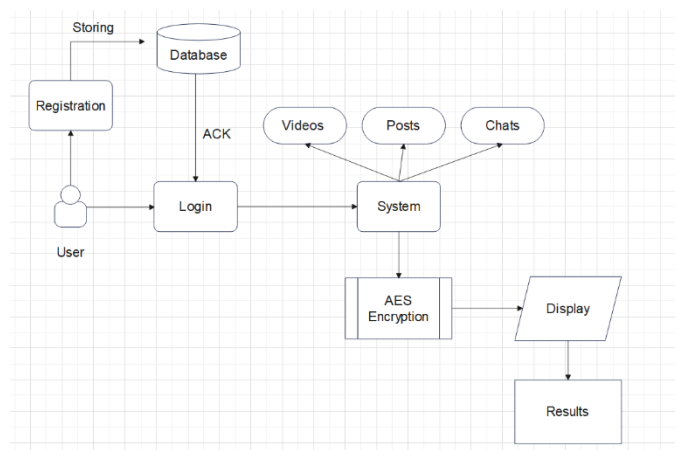 Storing
Database
Registration
ACK
Videos
Posts
Chats
Login
System
User
AES
Encryption
Display
Results